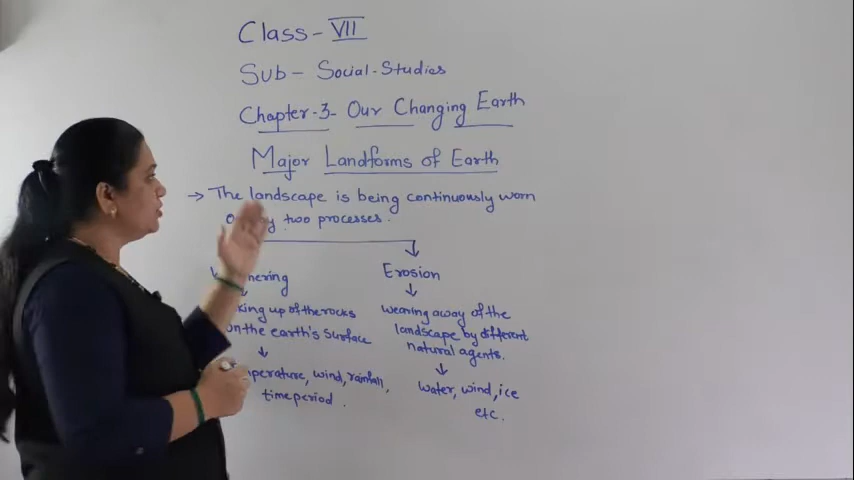 Class - VII
Sub - Social-Studies
Chapter-3- Our Changing Earth
Major Landforms of Earth
→ The landscape is being continuously worn
two processes.
Erosion
up of the rocks
on the earth's surface
wind, rainfall,
time period.
wearing away of the
landscape by different
natural agents.
water, wind, ice
etc.